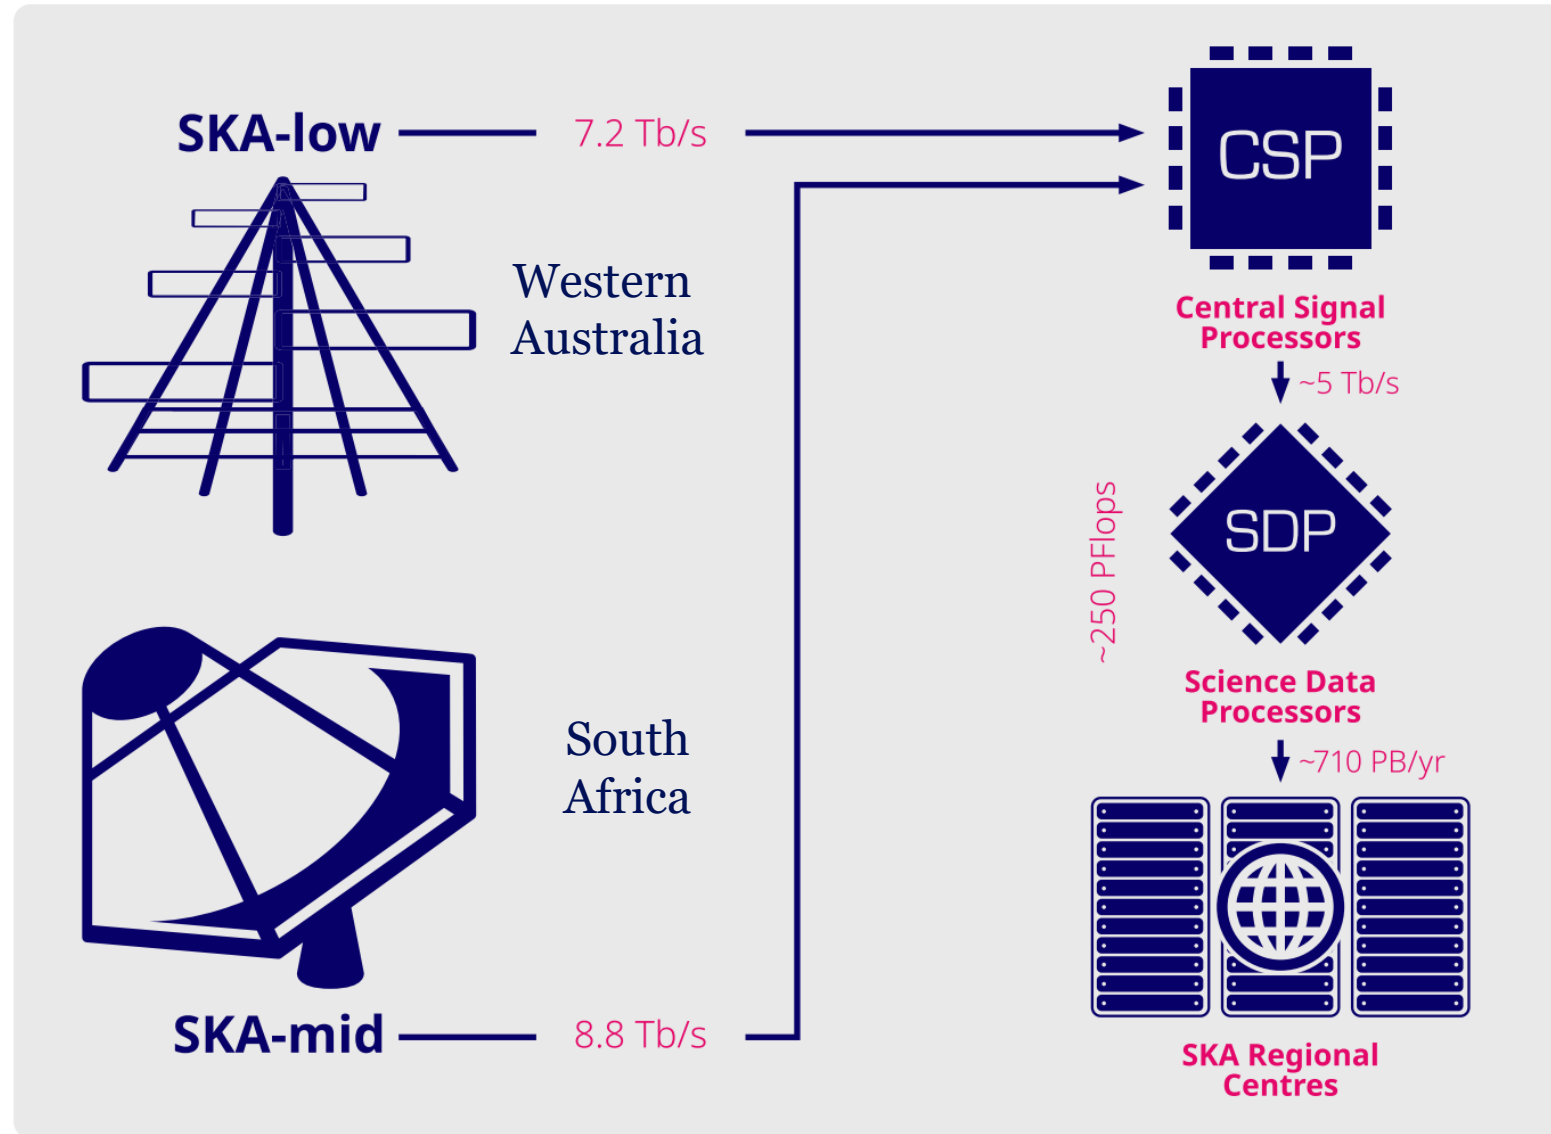 SKA-low
7.2 Tb/s
Western
Australia
South
Africa
SKA-mid
8.8 Tb/s
CSP
Central Signal
Processors
~5 Tb/s
~250 PFlops
SDP
Science Data
Processors
~710 PB/yr
SKA Regional
Centres